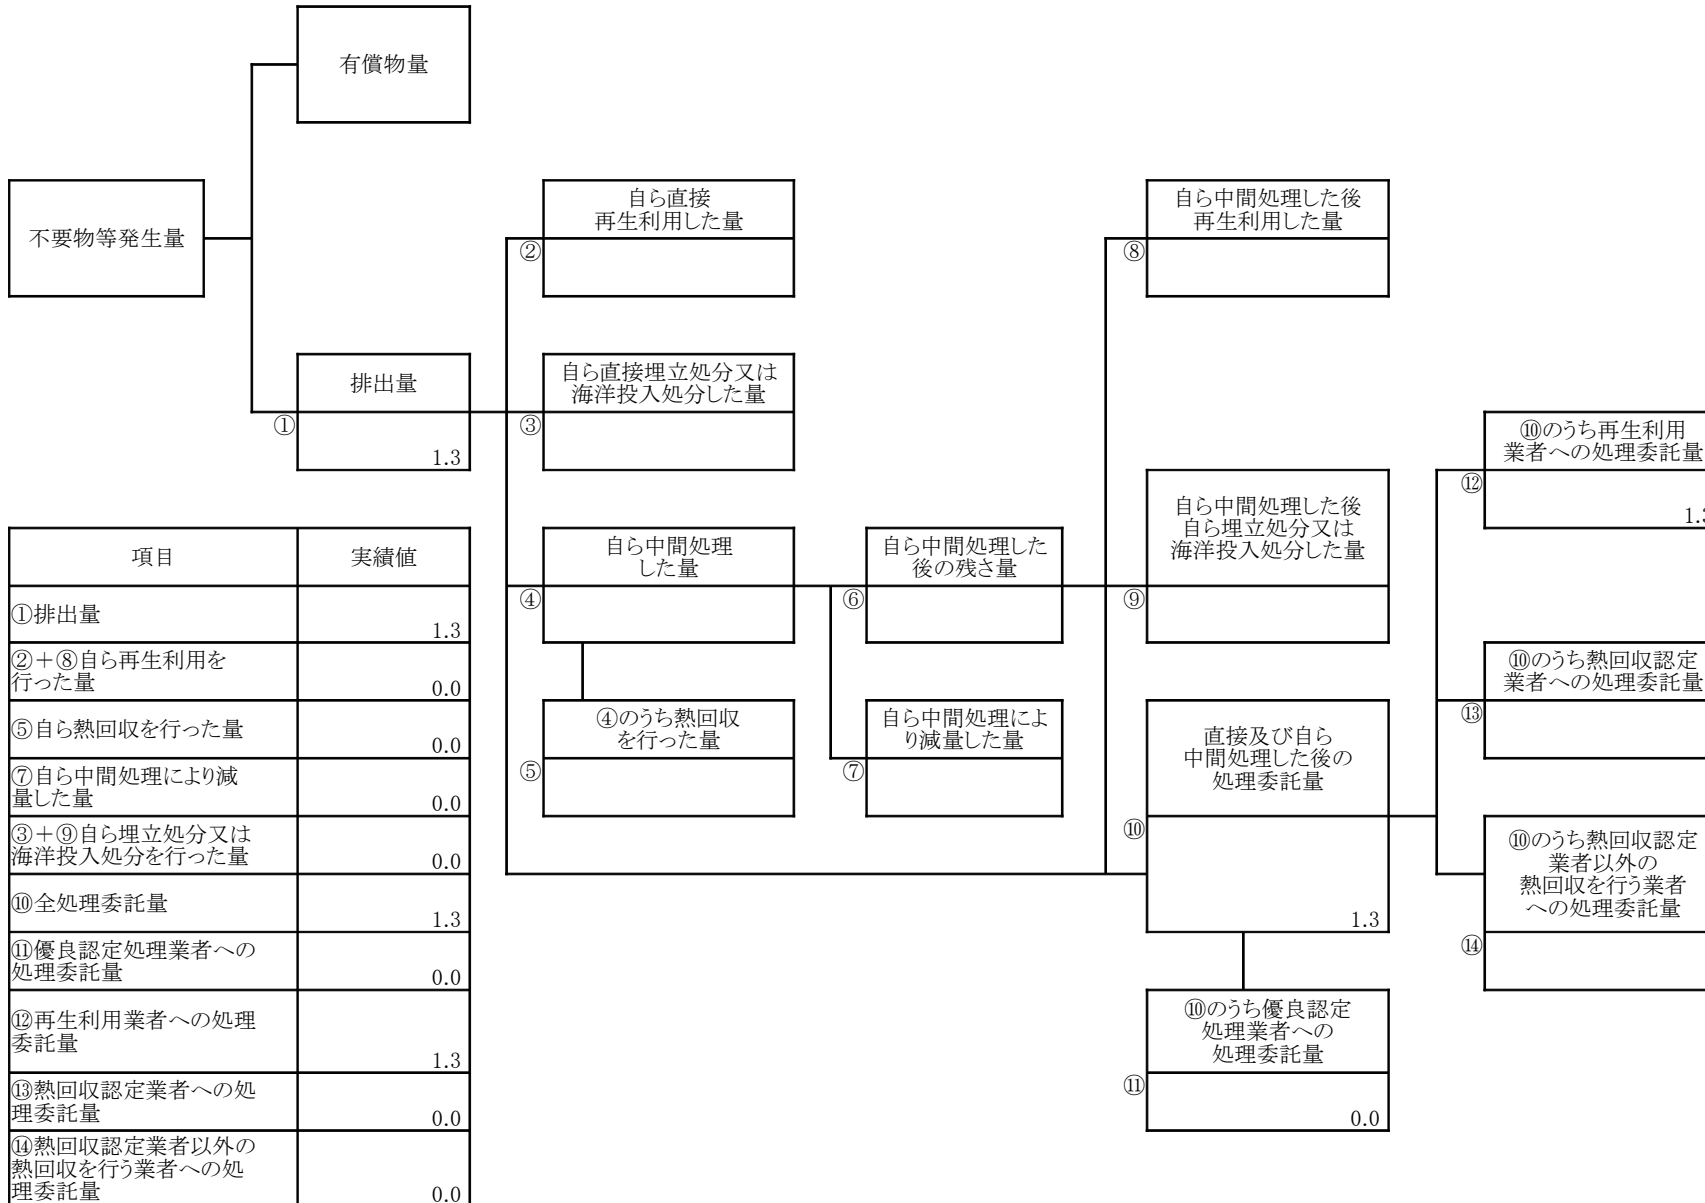 有償物量
不要物等発生量
自ら直接
再生利用した量
②
自ら中間処理した後
再生利用した量
⑧
排出量
①
1.3
自ら直接埋立処分又は
海洋投入処分した量
③
⑩のうち再生利用
業者への処理委託量
⑫
自ら中間処理
した量
④
自ら中間処理した
後の残さ量
⑥
自ら中間処理した後
自ら埋立処分又は
海洋投入処分した量
⑨
⑩のうち熱回収認定
業者への処理委託量
⑬
④のうち熱回収
を行った量
⑤
自ら中間処理によ
り減量した量
⑦
直接及び自ら
中間処理した後の
処理委託量
⑩
1.3
⑩のうち熱回収認定
業者以外の
熱回収を行う業者
への処理委託量
⑭
⑩のうち優良認定
処理業者への
処理委託量
⑪
0.0
項目 実績値
①排出量 1.3
②＋⑧自ら再生利用を
行った量 0.0
⑤自ら熱回収を行った量 0.0
⑦自ら中間処理により減
量した量 0.0
③＋⑨自ら埋立処分又は
海洋投入処分を行った量 0.0
⑩全処理委託量 1.3
⑪優良認定処理業者への
処理委託量 0.0
⑫再生利用業者への処理
委託量 1.3
⑬熱回収認定業者への処
理委託量 0.0
⑭熱回収認定業者以外の
熱回収を行う業者への処
理委託量 0.0